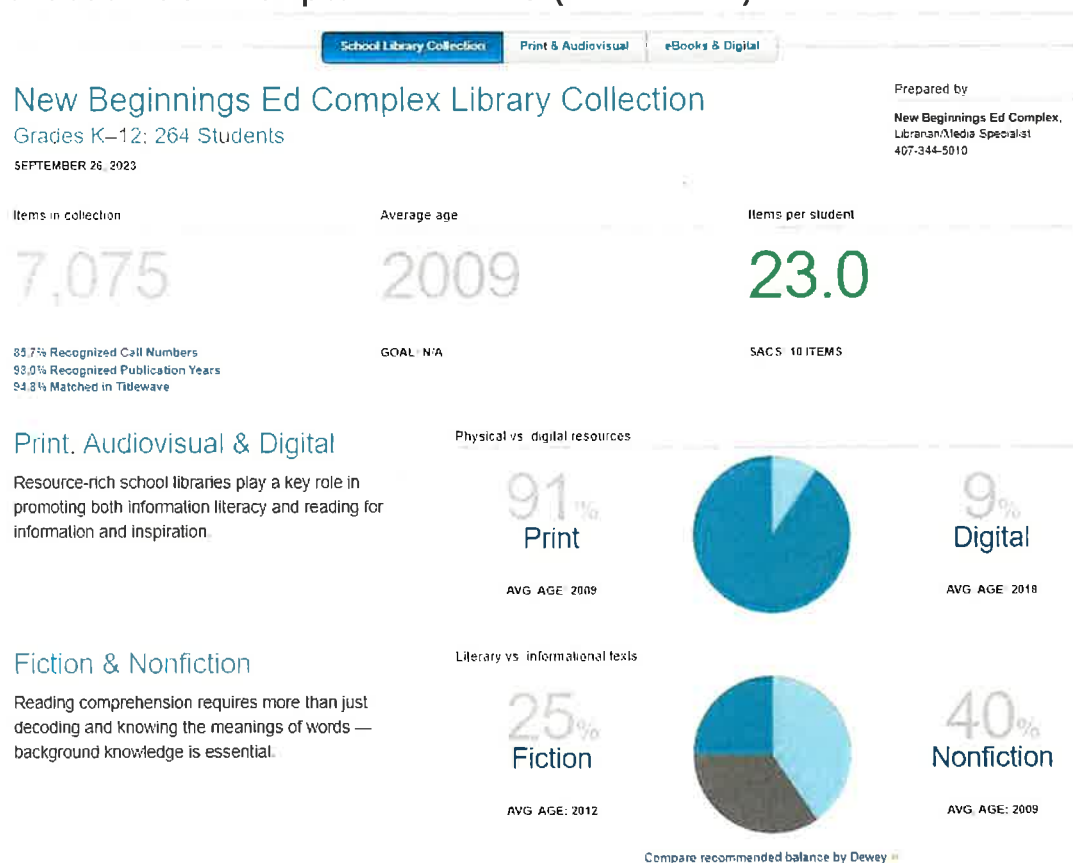 School Library Collection
Print & Audiovisual
eBooks & Digital
New Beginnings Ed Complex Library Collection
Grades K–12; 264 Students
SEPTEMBER 26, 2023
Prepared by
New Beginnings Ed Complex,
Librarian/Media Specialist
407-344-5010
Items in collection
7,075
85.7% Recognized Call Numbers
93.0% Recognized Publication Years
94.8% Matched in Titlewave
Average age
2009
GOAL: N/A
Items per student
23.0
SACS: 10 ITEMS
Print, Audiovisual & Digital
Resource-rich school libraries play a key role in
promoting both information literacy and reading for
information and inspiration.
Physical vs. digital resources
91%
Print
AVG. AGE: 2009
9%
Digital
AVG. AGE: 2018
Fiction & Nonfiction
Reading comprehension requires more than just
decoding and knowing the meanings of words —
background knowledge is essential.
Literary vs. informational texts
25%
Fiction
AVG. AGE: 2012
40%
Nonfiction
AVG. AGE: 2009
Compare recommended balance by Dewey